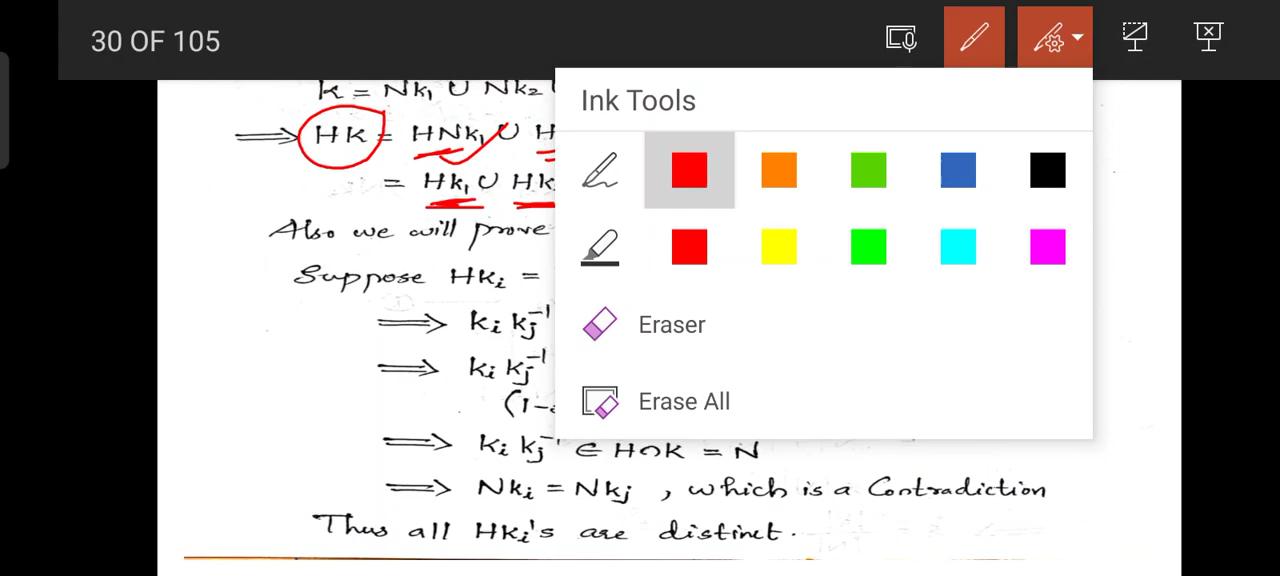 30 OF 105
K = Nk₁ ∪ Nk₂ ∪
⟹ HK = HNk₁ ∪ H
= Hk₁ ∪ Hk
Also we will prove
Suppose Hkᵢ =
⟹ kᵢ kⱼ⁻¹
⟹ kᵢ kⱼ⁻¹
(1-
⟹ kᵢ kⱼ⁻¹ ∈ H∩K = N
⟹ Nkᵢ = Nkⱼ , which is a Contradiction
Thus all Hkᵢ's are distinct.
Ink Tools
Eraser
Erase All